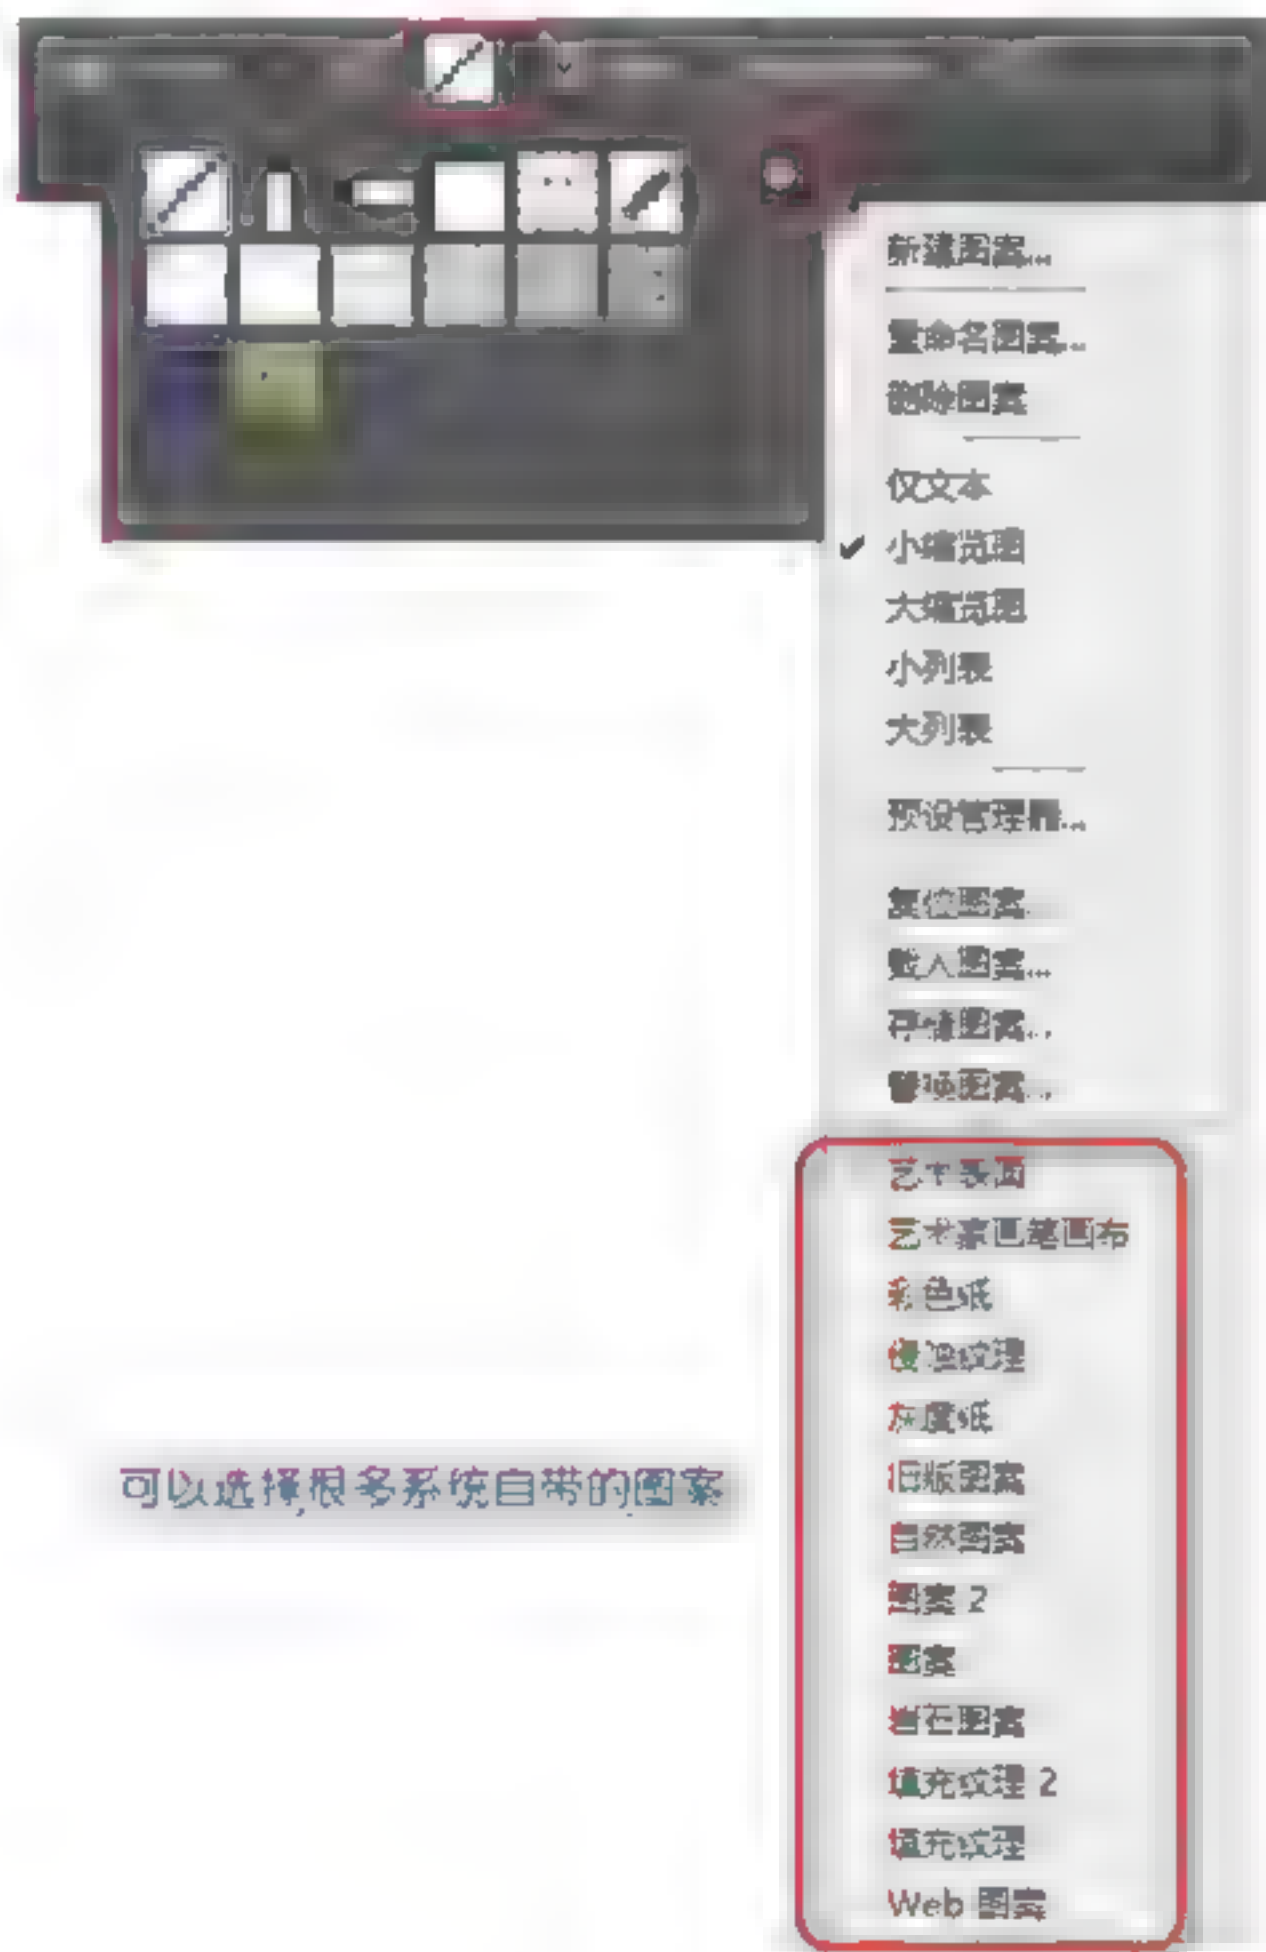 新建图案...
重命名图案...
删除图案
仅文本
小缩览图
大缩览图
小列表
大列表
预设管理器...
复位图案...
载入图案...
存储图案...
替换图案...
艺术表面
艺术家画笔画布
彩色纸
侵蚀纹理
灰度纸
旧版图案
自然图案
图案 2
图案
岩石图案
填充纹理 2
填充纹理
Web 图案
可以选择很多系统自带的图案